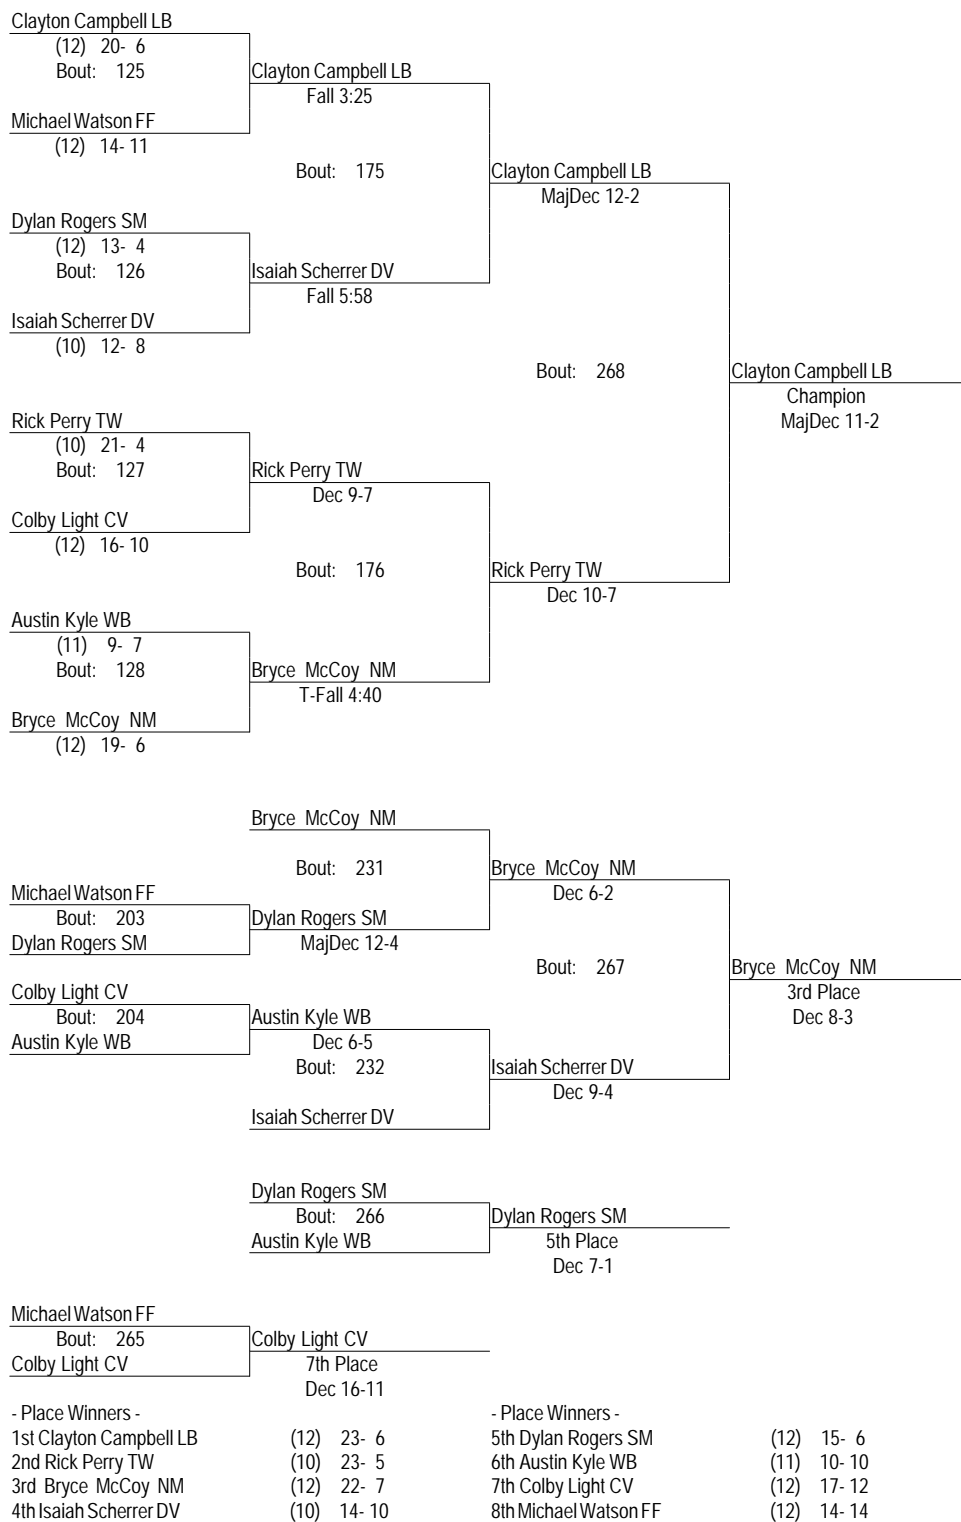 Clayton Campbell LB
(12) 20- 6
Bout: 125
Clayton Campbell LB
Fall 3:25
Michael Watson FF
(12) 14- 11
Bout: 175
Clayton Campbell LB
MajDec 12-2
Dylan Rogers SM
(12) 13- 4
Bout: 126
Isaiah Scherrer DV
Fall 5:58
Isaiah Scherrer DV
(10) 12- 8
Bout: 268
Clayton Campbell LB
Champion
MajDec 11-2
Rick Perry TW
(10) 21- 4
Bout: 127
Rick Perry TW
Dec 9-7
Colby Light CV
(12) 16- 10
Bout: 176
Rick Perry TW
Dec 10-7
Austin Kyle WB
(11) 9- 7
Bout: 128
Bryce McCoy NM
T-Fall 4:40
Bryce McCoy NM
(12) 19- 6
Bryce McCoy NM
Bout: 231
Bryce McCoy NM
Dec 6-2
Michael Watson FF
Bout: 203
Dylan Rogers SM
Dylan Rogers SM
MajDec 12-4
Bout: 267
Bryce McCoy NM
3rd Place
Dec 8-3
Colby Light CV
Bout: 204
Austin Kyle WB
Austin Kyle WB
Dec 6-5
Bout: 232
Isaiah Scherrer DV
Dec 9-4
Isaiah Scherrer DV
Dylan Rogers SM
Bout: 266
Dylan Rogers SM
Austin Kyle WB
5th Place
Dec 7-1
Michael Watson FF
Bout: 265
Colby Light CV
Colby Light CV
7th Place
Dec 16-11
- Place Winners -
1st Clayton Campbell LB (12) 23- 6
2nd Rick Perry TW (10) 23- 5
3rd Bryce McCoy NM (12) 22- 7
4th Isaiah Scherrer DV (10) 14- 10
- Place Winners -
5th Dylan Rogers SM (12) 15- 6
6th Austin Kyle WB (11) 10- 10
7th Colby Light CV (12) 17- 12
8th Michael Watson FF (12) 14- 14